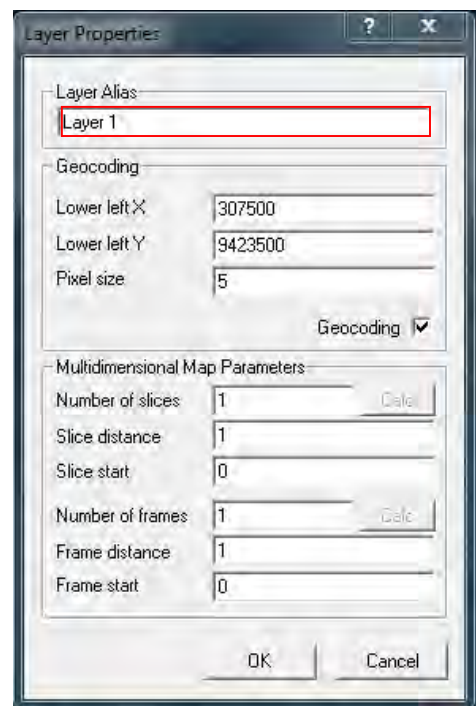 Layer Properties ? x
Layer Alias
Layer 1
Geocoding
Lower left X 307500
Lower left Y 9423500
Pixel size 5
Geocoding
Multidimensional Map Parameters
Number of slices 1 Calc
Slice distance 1
Slice start 0
Number of frames 1 Calc
Frame distance 1
Frame start 0
OK Cancel